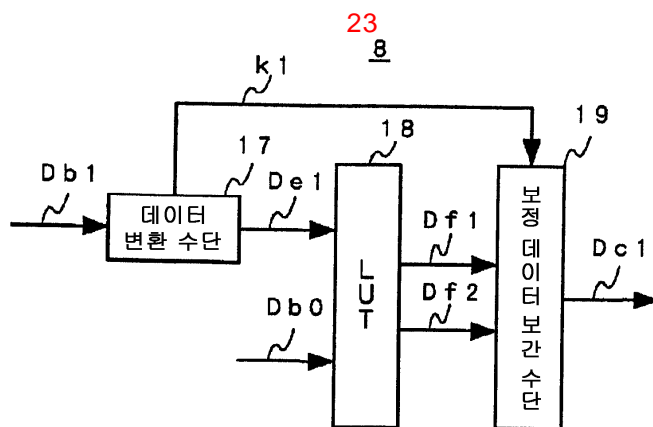 23
8
k1
17
18
19
Db1
De1
데이터
변환 수단
Df1
Dc1
LUT
Df2
Db0
보정 데이터 보간 수단